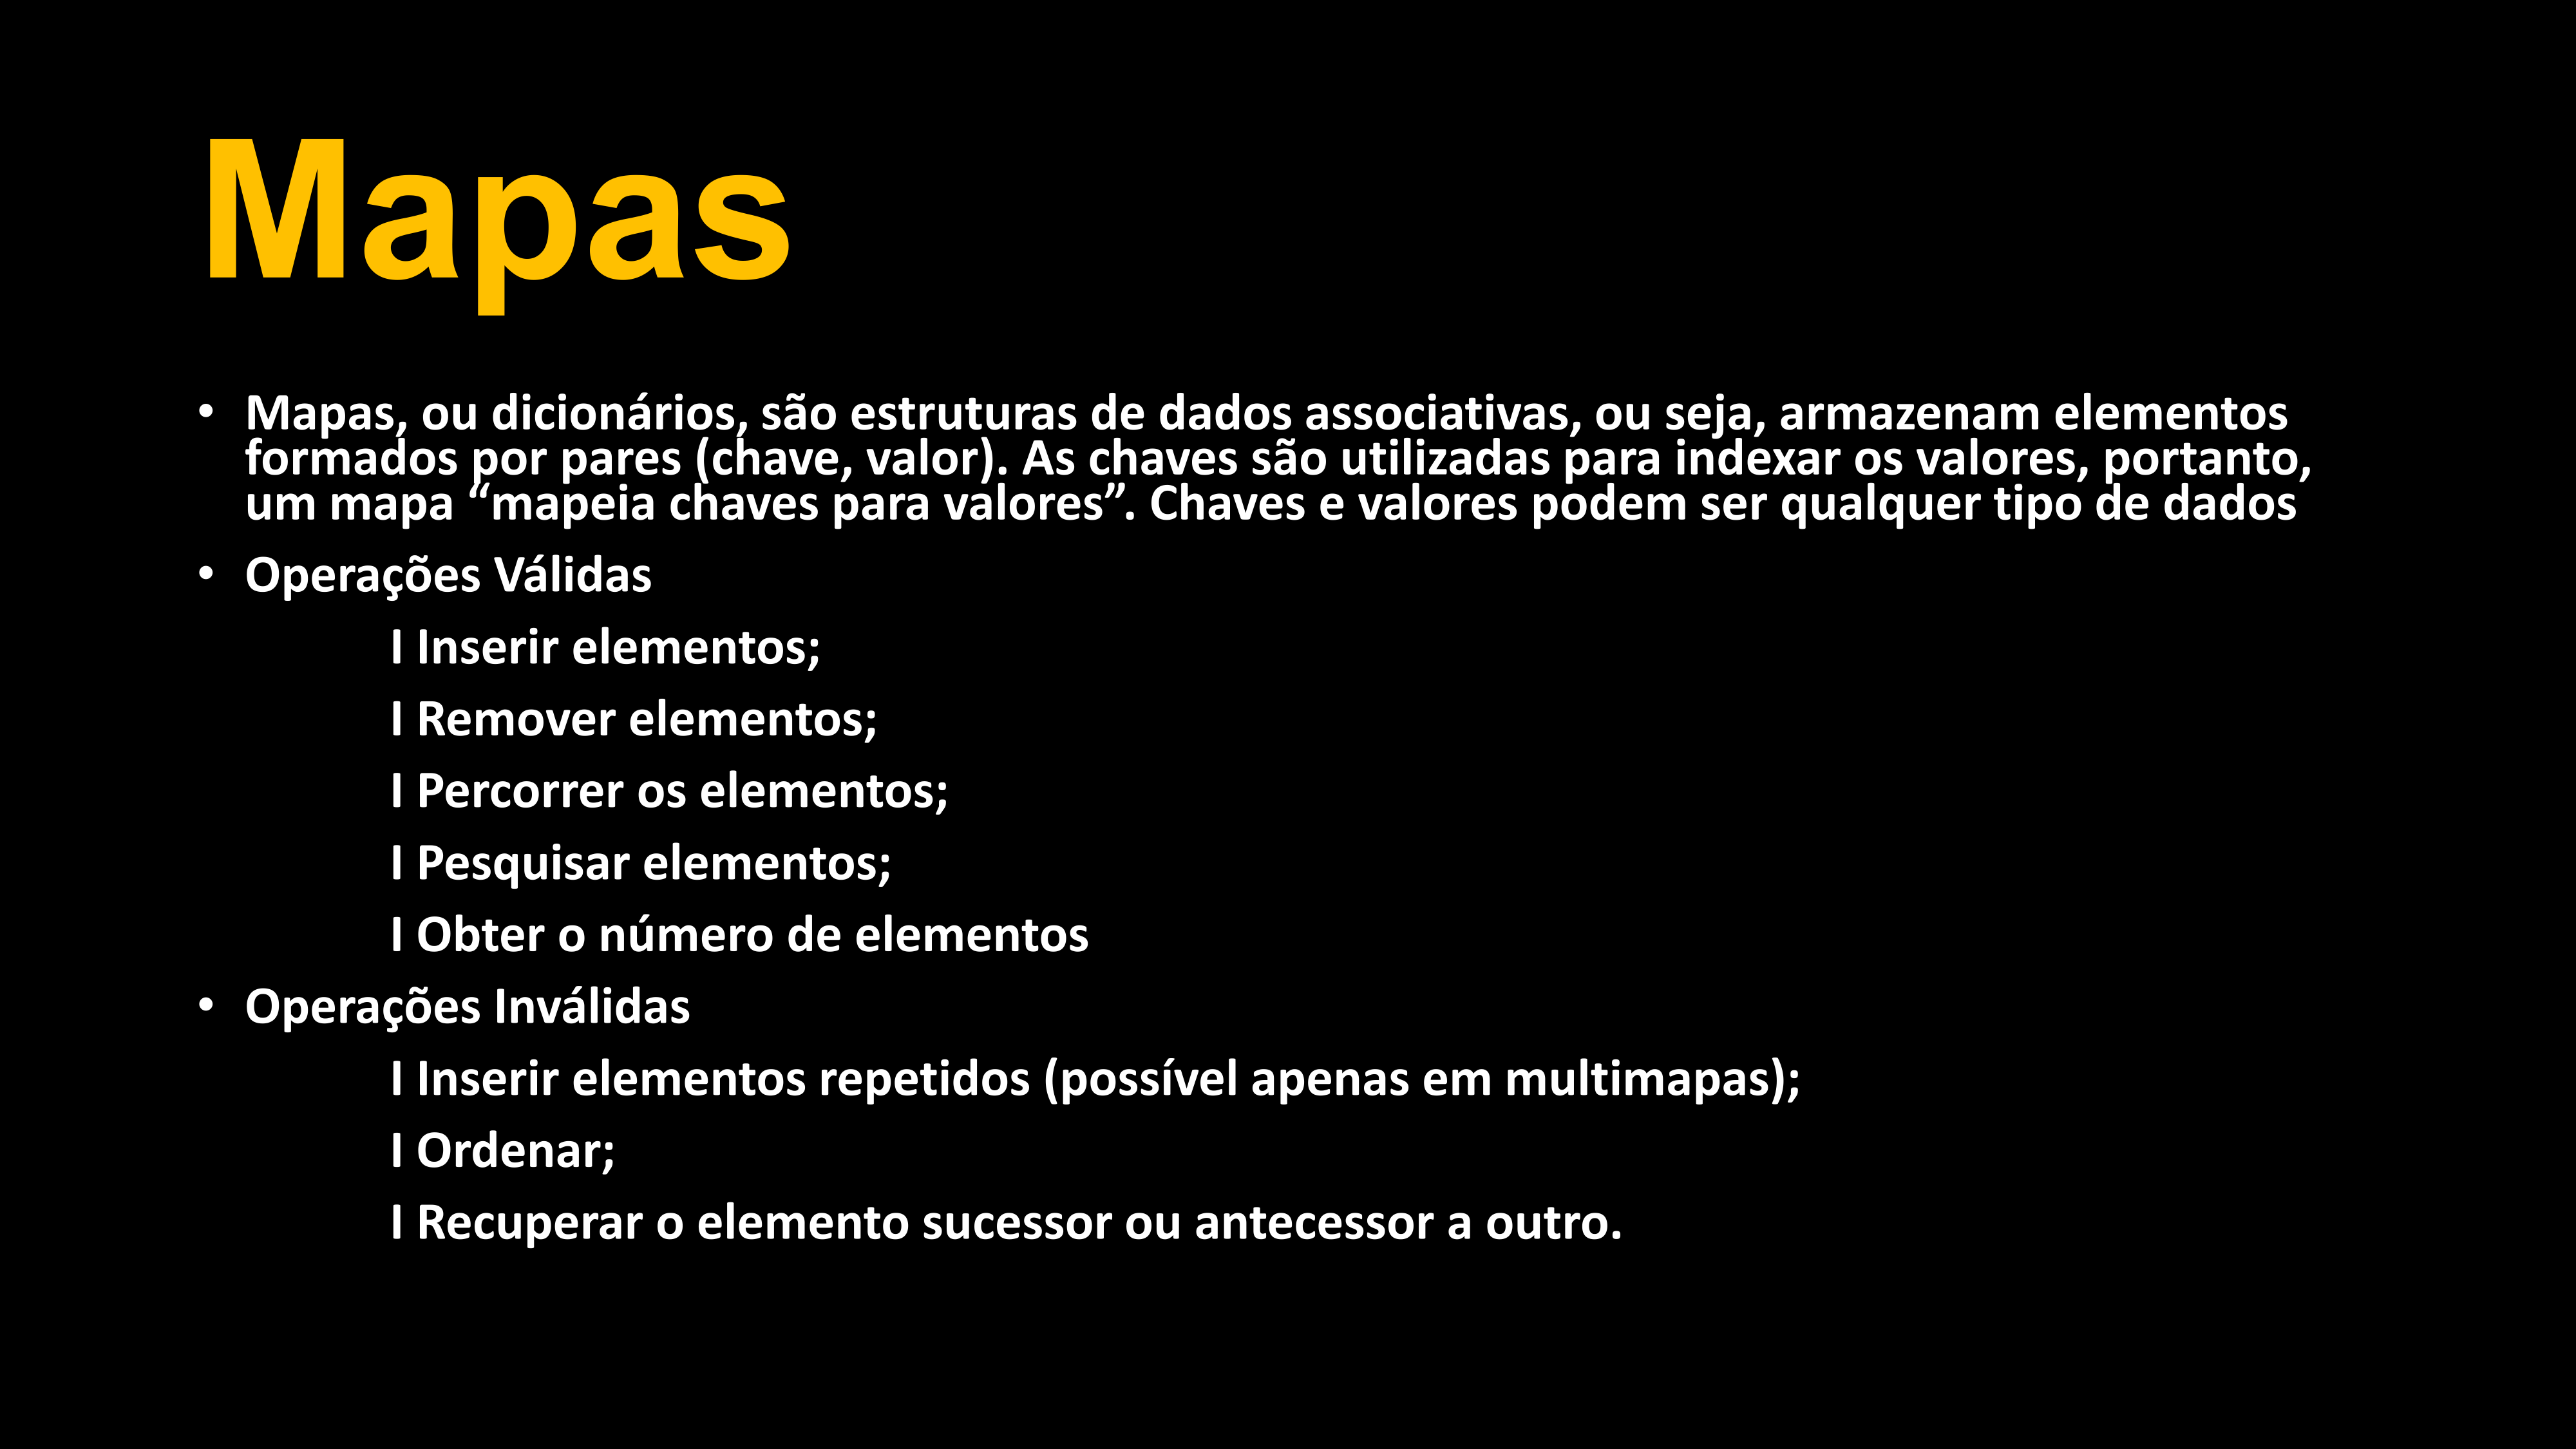 Mapas
• Mapas, ou dicionários, são estruturas de dados associativas, ou seja, armazenam elementos
formados por pares (chave, valor). As chaves são utilizadas para indexar os valores, portanto,
um mapa “mapeia chaves para valores”. Chaves e valores podem ser qualquer tipo de dados
• Operações Válidas
I Inserir elementos;
I Remover elementos;
I Percorrer os elementos;
I Pesquisar elementos;
I Obter o número de elementos
• Operações Inválidas
I Inserir elementos repetidos (possível apenas em multimapas);
I Ordenar;
I Recuperar o elemento sucessor ou antecessor a outro.